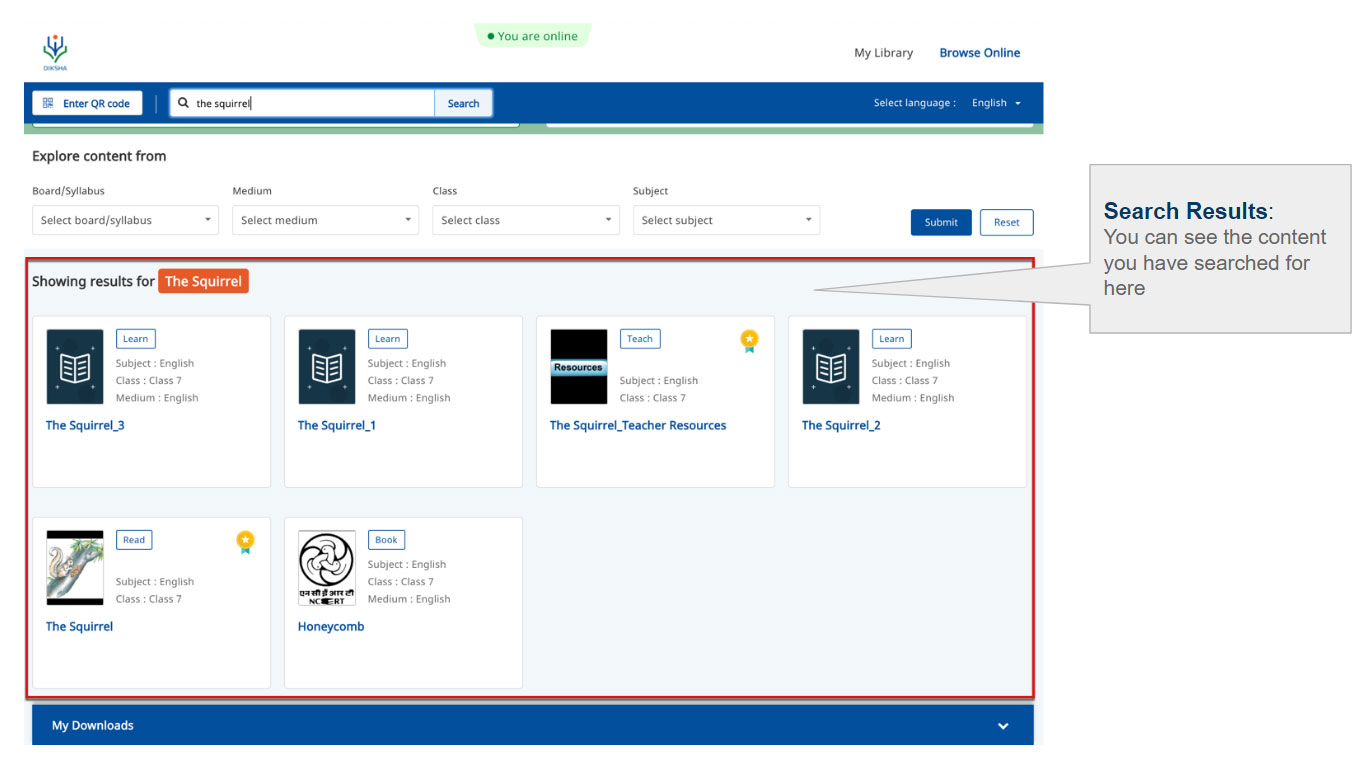 You are online
DIKSHA
My Library
Browse Online
Enter QR code
the squirrel
Search
Select language :
English
Explore content from
Board/Syllabus
Medium
Class
Subject
Select board/syllabus
Select medium
Select class
Select subject
Submit
Reset
Showing results for The Squirrel
Learn
Subject : English
Class : Class 7
Medium : English
The Squirrel_3
Learn
Subject : English
Class : Class 7
Medium : English
The Squirrel_1
Resources
Teach
Subject : English
Class : Class 7
The Squirrel_Teacher Resources
Learn
Subject : English
Class : Class 7
Medium : English
The Squirrel_2
Read
Subject : English
Class : Class 7
The Squirrel
एन सी ई आर टी
NCERT
Book
Subject : English
Class : Class 7
Medium : English
Honeycomb
My Downloads
Search Results:
You can see the content
you have searched for
here